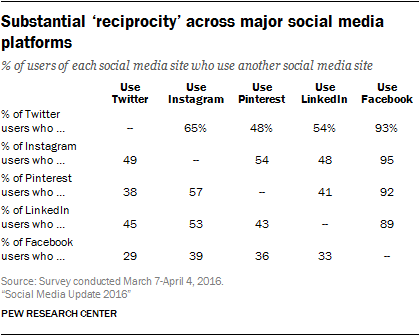 Substantial ‘reciprocity’ across major social media
platforms
% of users of each social media site who use another social media site
Use Twitter Use Instagram Use Pinterest Use LinkedIn Use Facebook
% of Twitter users who ... -- 65% 48% 54% 93%
% of Instagram users who ... 49 -- 54 48 95
% of Pinterest users who ... 38 57 -- 41 92
% of LinkedIn users who ... 45 53 43 -- 89
% of Facebook users who ... 29 39 36 33 --
Source: Survey conducted March 7-April 4, 2016.
“Social Media Update 2016”
PEW RESEARCH CENTER